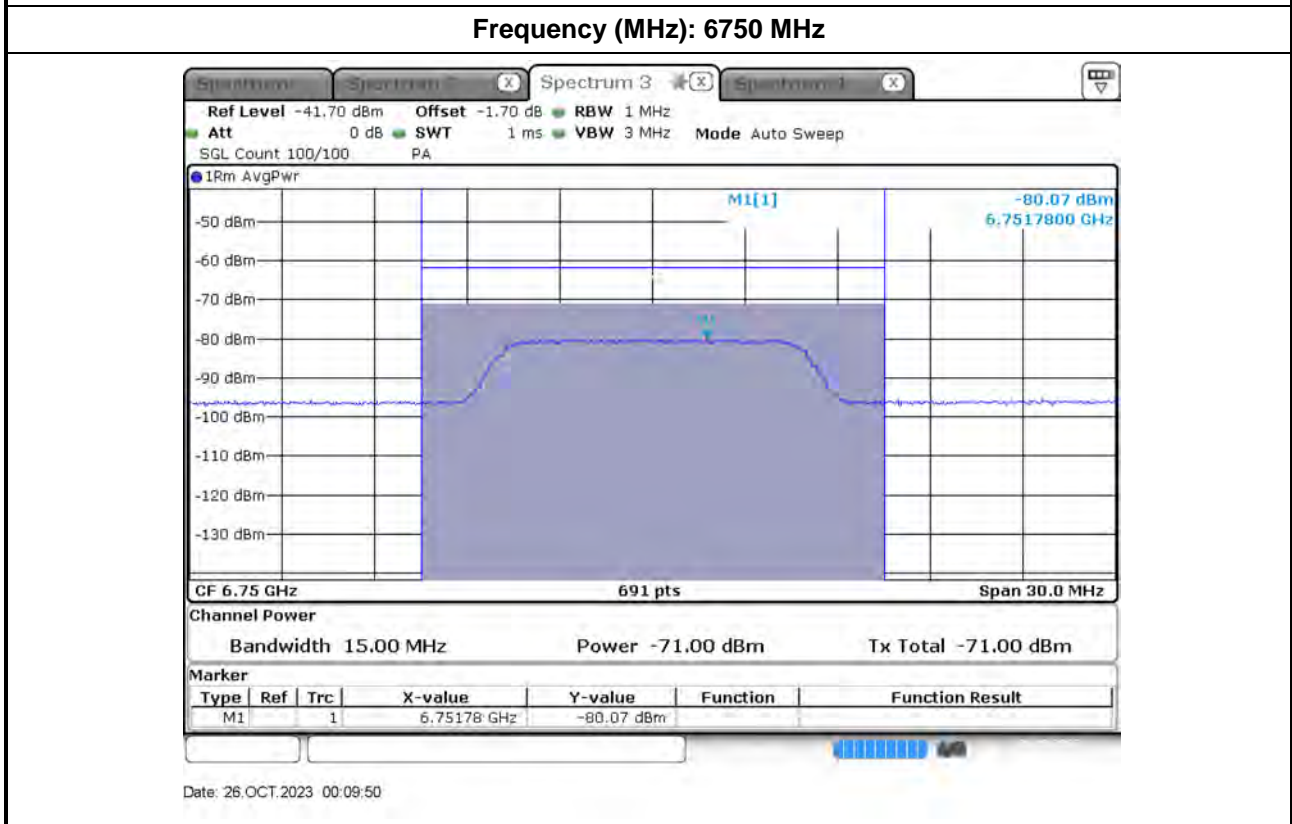 Frequency (MHz): 6750 MHz
Spectrum 3
Ref Level -41.70 dBm Offset -1.70 dB RBW 1 MHz
Att 0 dB SWT 1 ms VBW 3 MHz Mode Auto Sweep
SGL Count 100/100 PA
1Rm AvgPwr
M1[1] -80.07 dBm
6.7517800 GHz
-50 dBm
-60 dBm
-70 dBm
-80 dBm
-90 dBm
-100 dBm
-110 dBm
-120 dBm
-130 dBm
CF 6.75 GHz 691 pts Span 30.0 MHz
Channel Power
Bandwidth 15.00 MHz Power -71.00 dBm Tx Total -71.00 dBm
Marker
Type Ref Trc X-value Y-value Function Function Result
M1 1 6.75178 GHz -80.07 dBm
Date: 26.OCT.2023 00:09:50